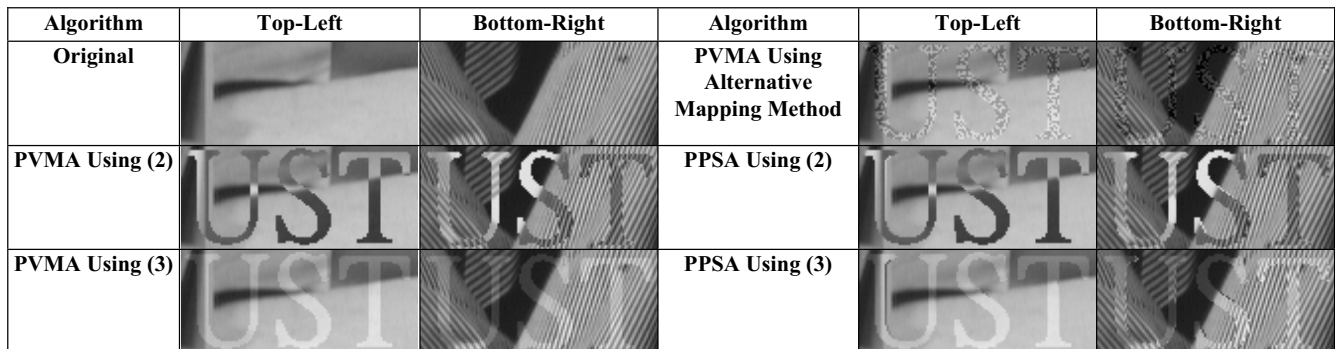 Algorithm Top-Left Bottom-Right Algorithm Top-Left Bottom-Right
Original PVMA Using
Alternative
Mapping Method
UST UST
PVMA Using (2) UST UST PPSA Using (2) UST UST
PVMA Using (3) UST UST PPSA Using (3) UST UST